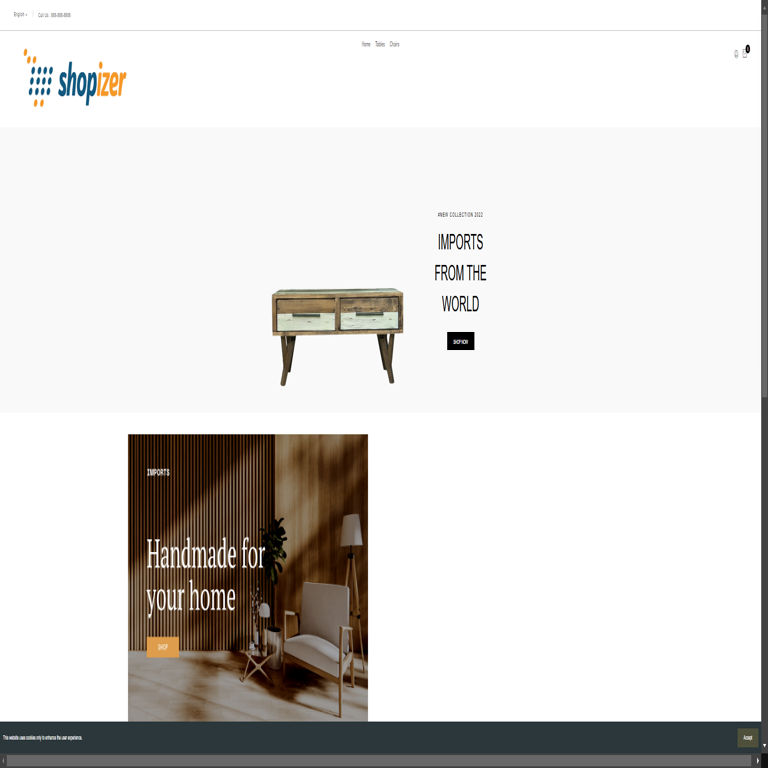 English
Call Us : 888-888-8888
Home Tables Chairs
0
shopizer
#NEW COLLECTION 2022
IMPORTS
FROM THE
WORLD
SHOP NOW
IMPORTS
Handmade for
your home
SHOP
This website uses cookies only to enhance the user experience.
Accept